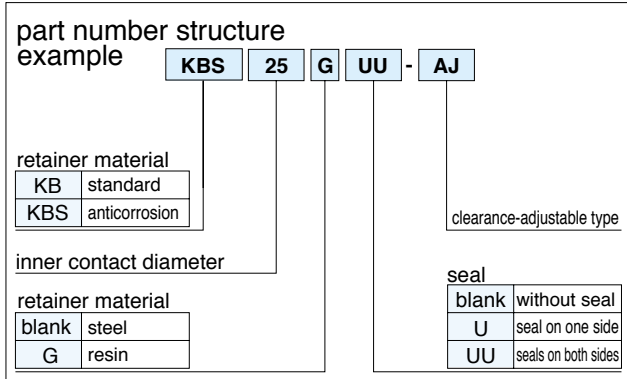 part number structure
example
KBS 25 G UU - AJ
retainer material
KB standard
KBS anticorrosion
clearance-adjustable type
inner contact diameter
seal
retainer material
blank without seal
blank steel
U seal on one side
G resin
UU seals on both sides